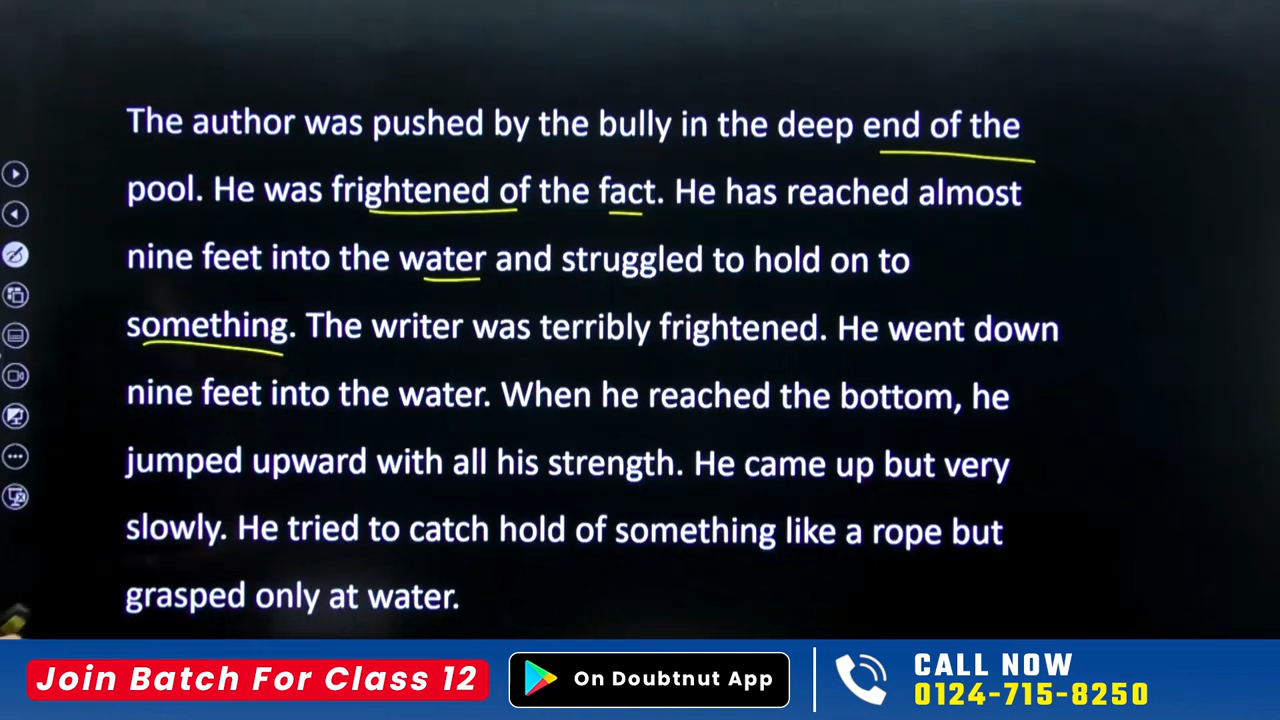 The author was pushed by the bully in the deep end of the
pool. He was frightened of the fact. He has reached almost
nine feet into the water and struggled to hold on to
something. The writer was terribly frightened. He went down
nine feet into the water. When he reached the bottom, he
jumped upward with all his strength. He came up but very
slowly. He tried to catch hold of something like a rope but
grasped only at water.
Join Batch For Class 12
On Doubtnut App
CALL NOW
0124-715-8250